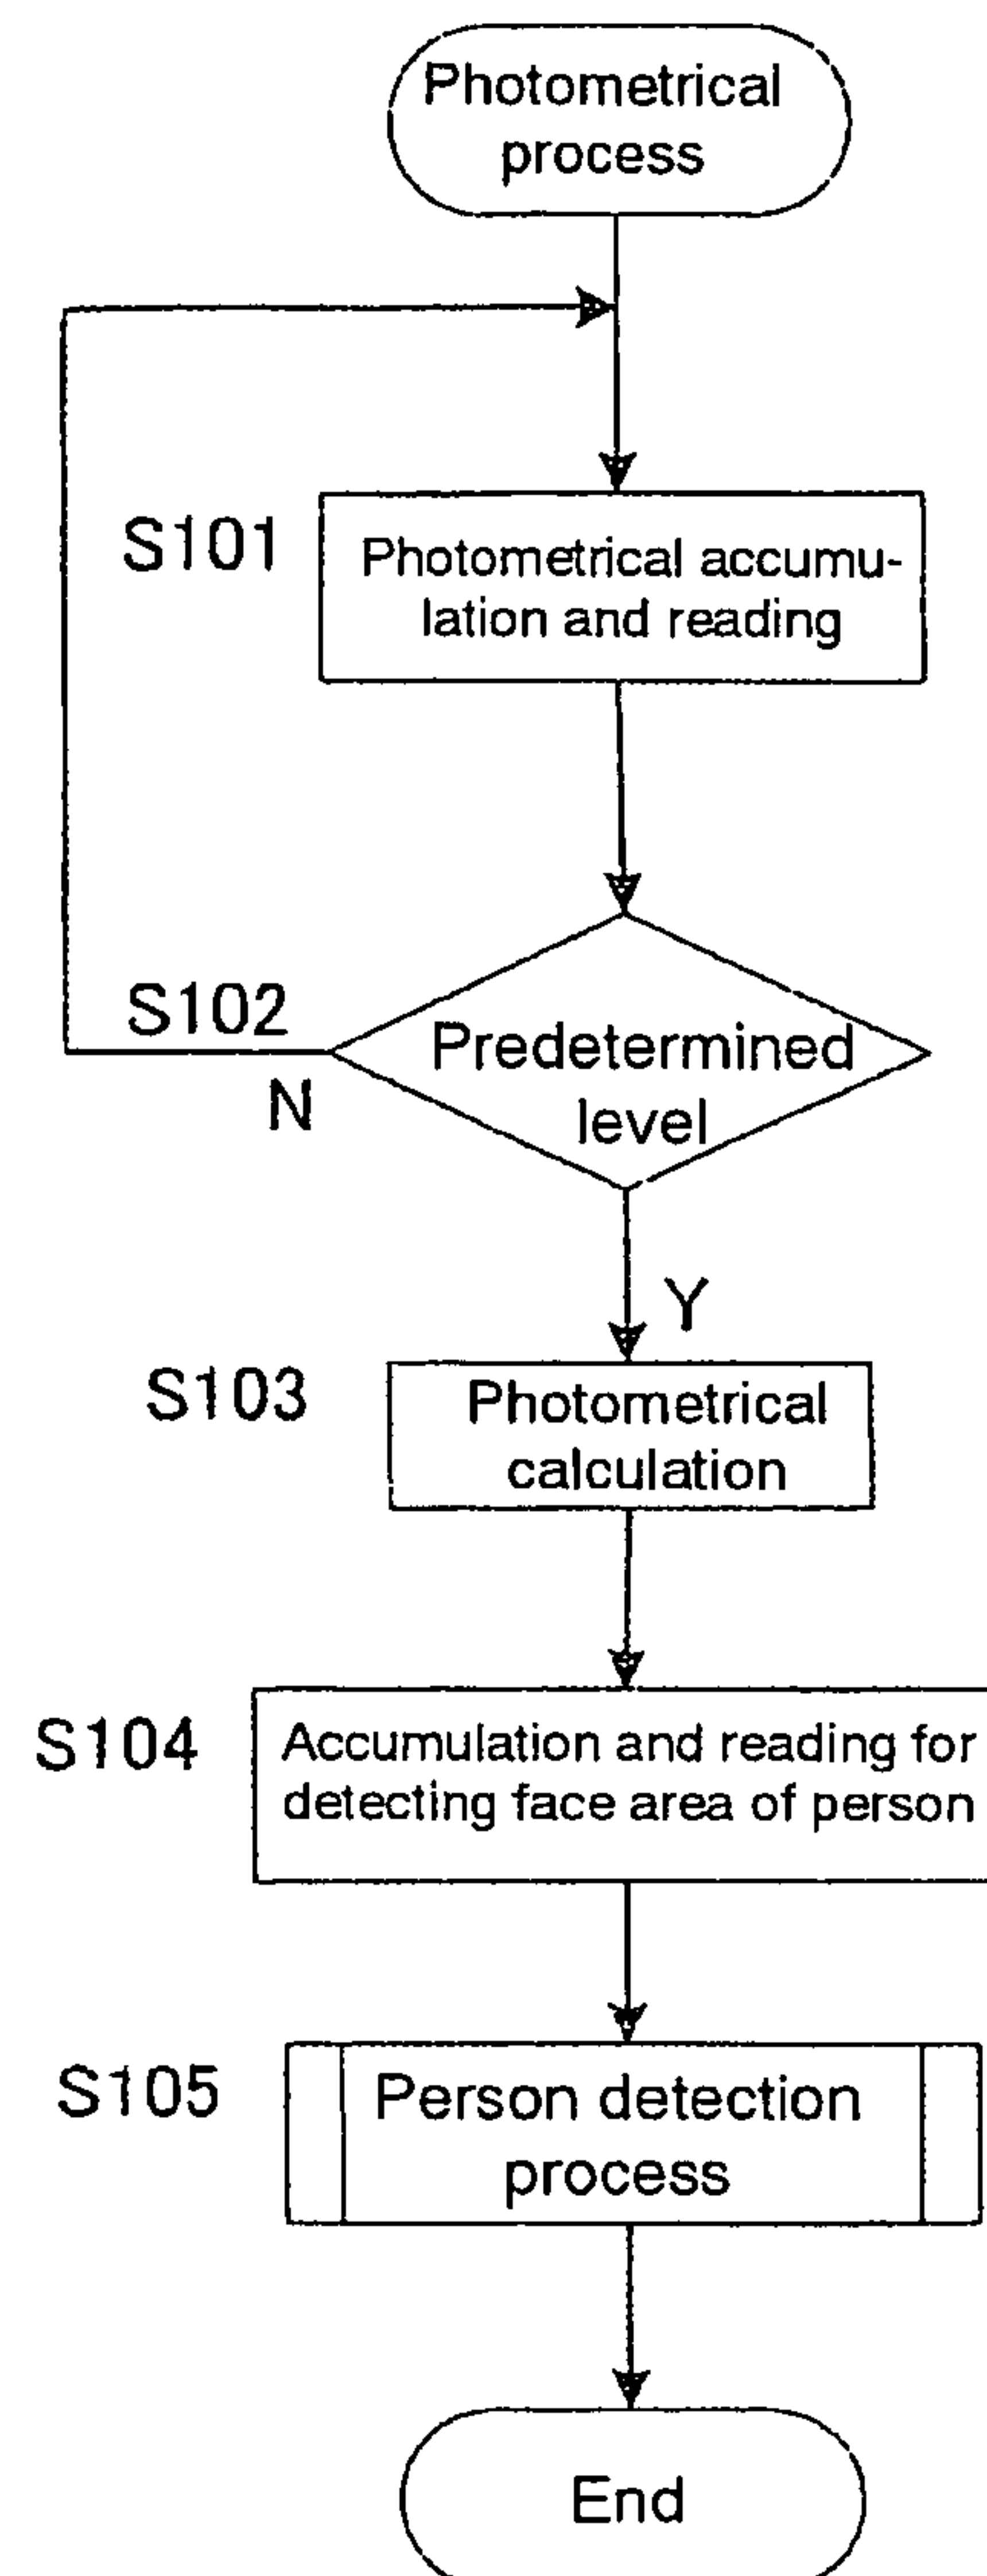 Photometrical
process
S101
Photometrical accumu-
lation and reading
S102
Predetermined
level
N
Y
S103
Photometrical
calculation
S104
Accumulation and reading for
detecting face area of person
S105
Person detection
process
End